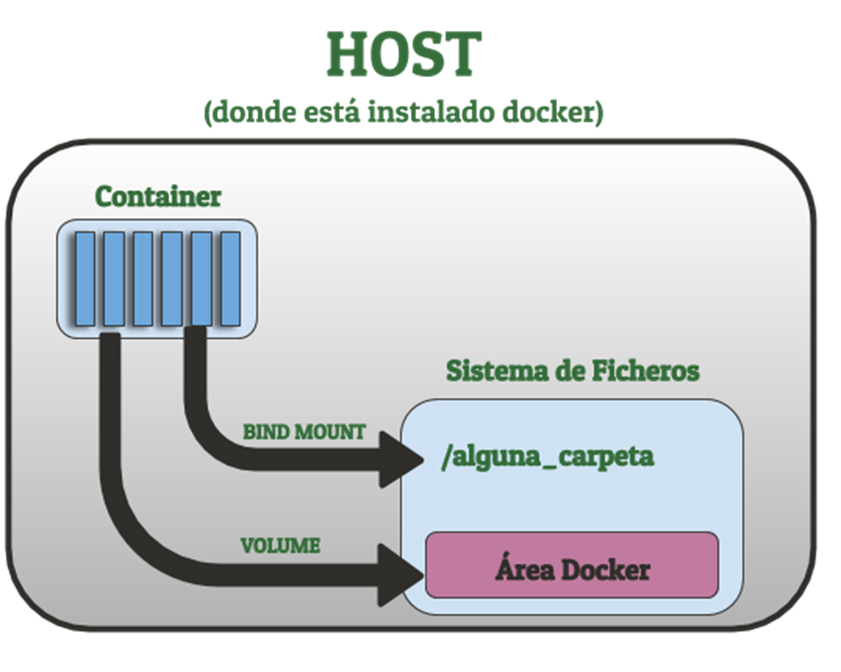 HOST
(donde está instalado docker)
Container
Sistema de Ficheros
BIND MOUNT
/alguna_carpeta
VOLUME
Área Docker